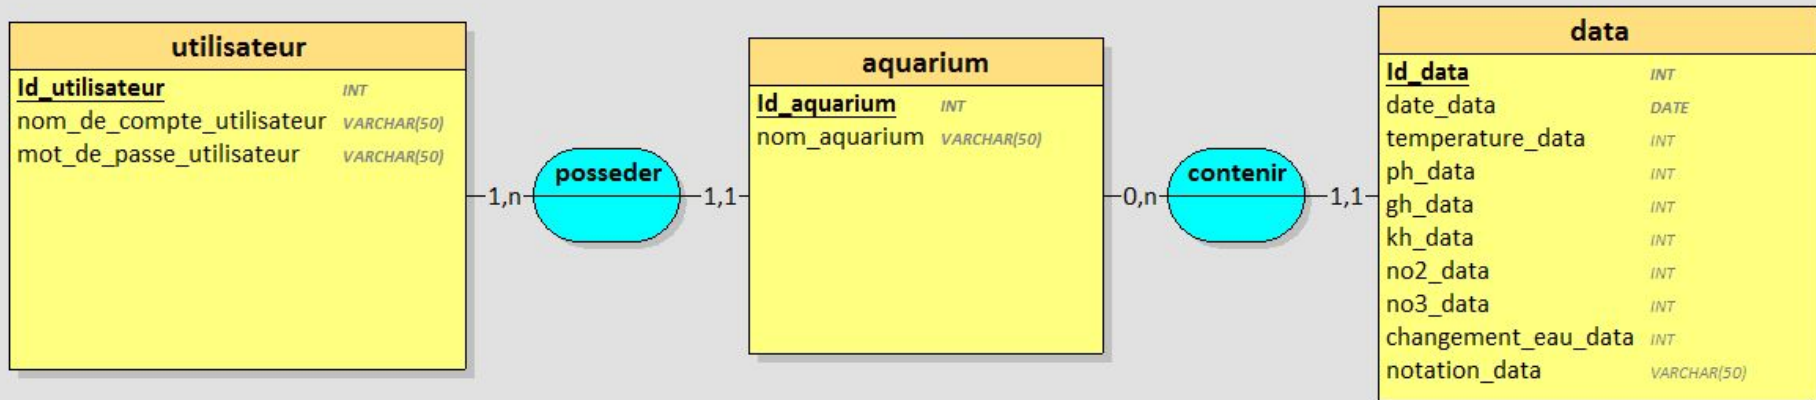 utilisateur
Id_utilisateur INT
nom_de_compte_utilisateur VARCHAR(50)
mot_de_passe_utilisateur VARCHAR(50)
1,n
posseder
1,1
aquarium
Id_aquarium INT
nom_aquarium VARCHAR(50)
0,n
contenir
1,1
data
Id_data INT
date_data DATE
temperature_data INT
ph_data INT
gh_data INT
kh_data INT
no2_data INT
no3_data INT
changement_eau_data INT
notation_data VARCHAR(50)